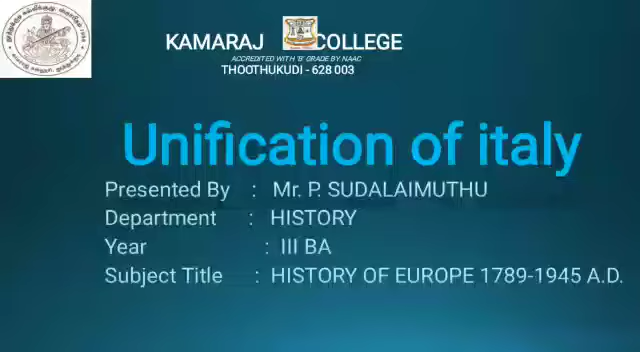 KAMARAJ COLLEGE
ACCREDITED WITH 'B' GRADE BY NAAC
THOOTHUKUDI - 628 003
Unification of italy
Presented By : Mr. P. SUDALAIMUTHU
Department : HISTORY
Year : III BA
Subject Title : HISTORY OF EUROPE 1789-1945 A.D.